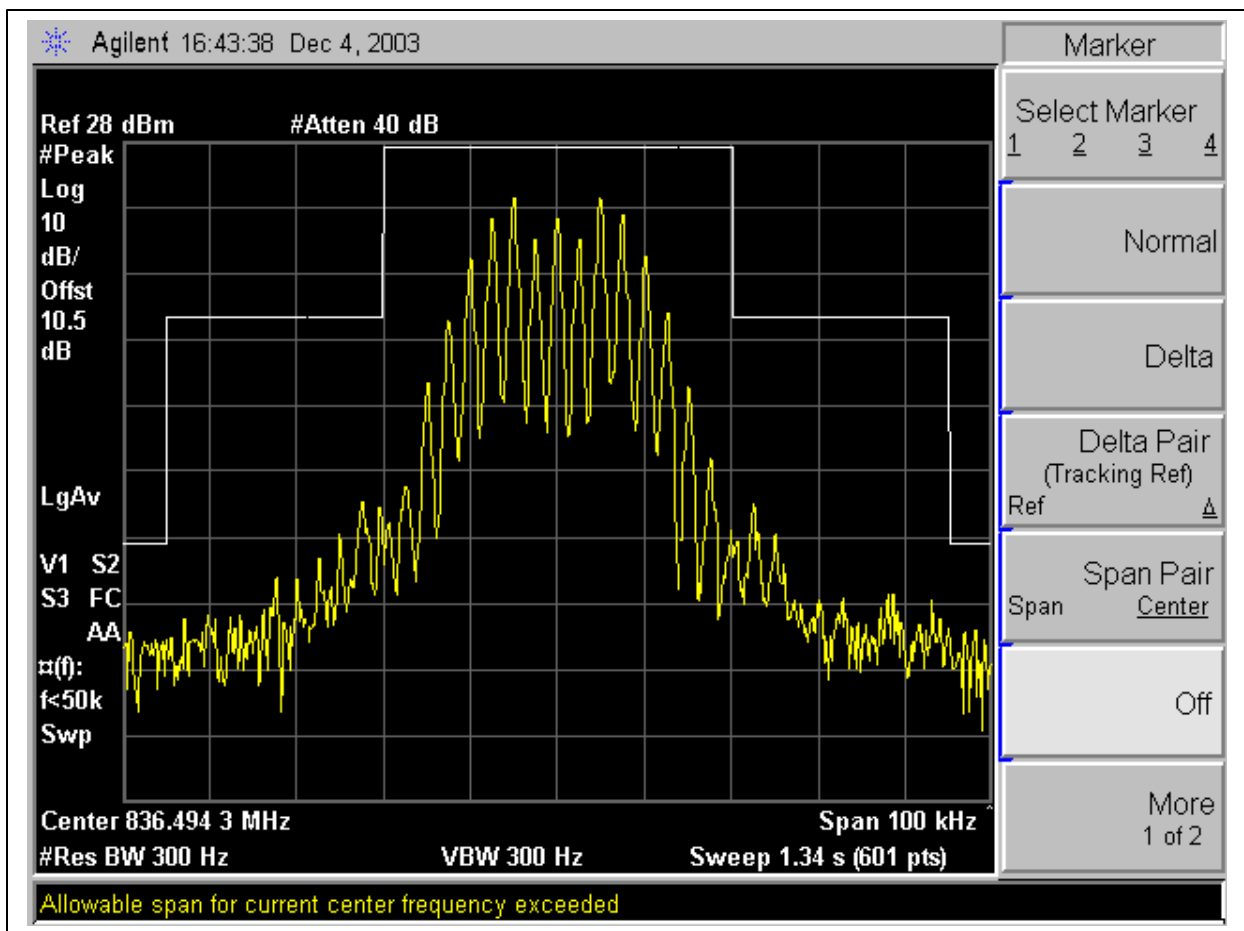 Agilent 16:43:38 Dec 4, 2003
Marker
Ref 28 dBm #Atten 40 dB
#Peak
Log
10
dB/
Offst
10.5
dB
LgAv
V1 S2
S3 FC
AA
¤(f):
f<50k
Swp
Center 836.494 3 MHz Span 100 kHz
#Res BW 300 Hz VBW 300 Hz Sweep 1.34 s (601 pts)
Select Marker
1 2 3 4
Normal
Delta
Delta Pair
(Tracking Ref)
Ref Δ
Span Pair
Span Center
Off
More
1 of 2
Allowable span for current center frequency exceeded